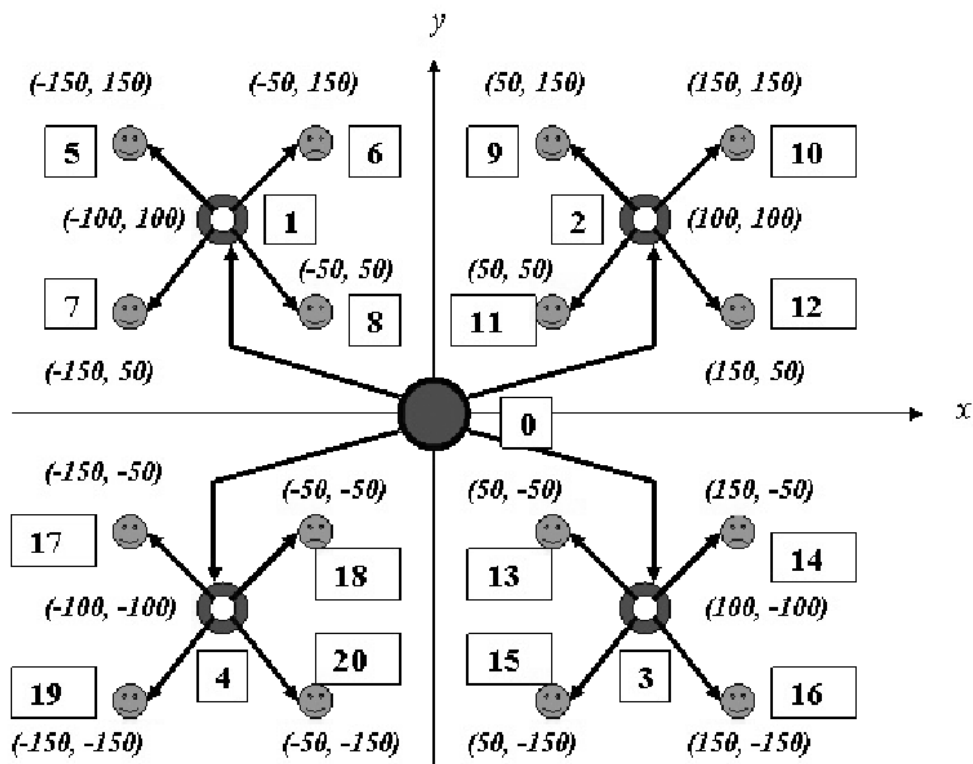 y
(-150, 150) (-50, 150) (50, 150) (150, 150)
5 6 9 10
(-100, 100) 1 2 (100, 100)
(-50, 50) (50, 50)
7 8 11 12
(-150, 50) (150, 50)
x
0
(-150, -50) (-50, -50) (50, -50) (150, -50)
17 18 13 14
(-100, -100) (100, -100)
19 4 20 15 3 16
(-150, -150) (-50, -150) (50, -150) (150, -150)